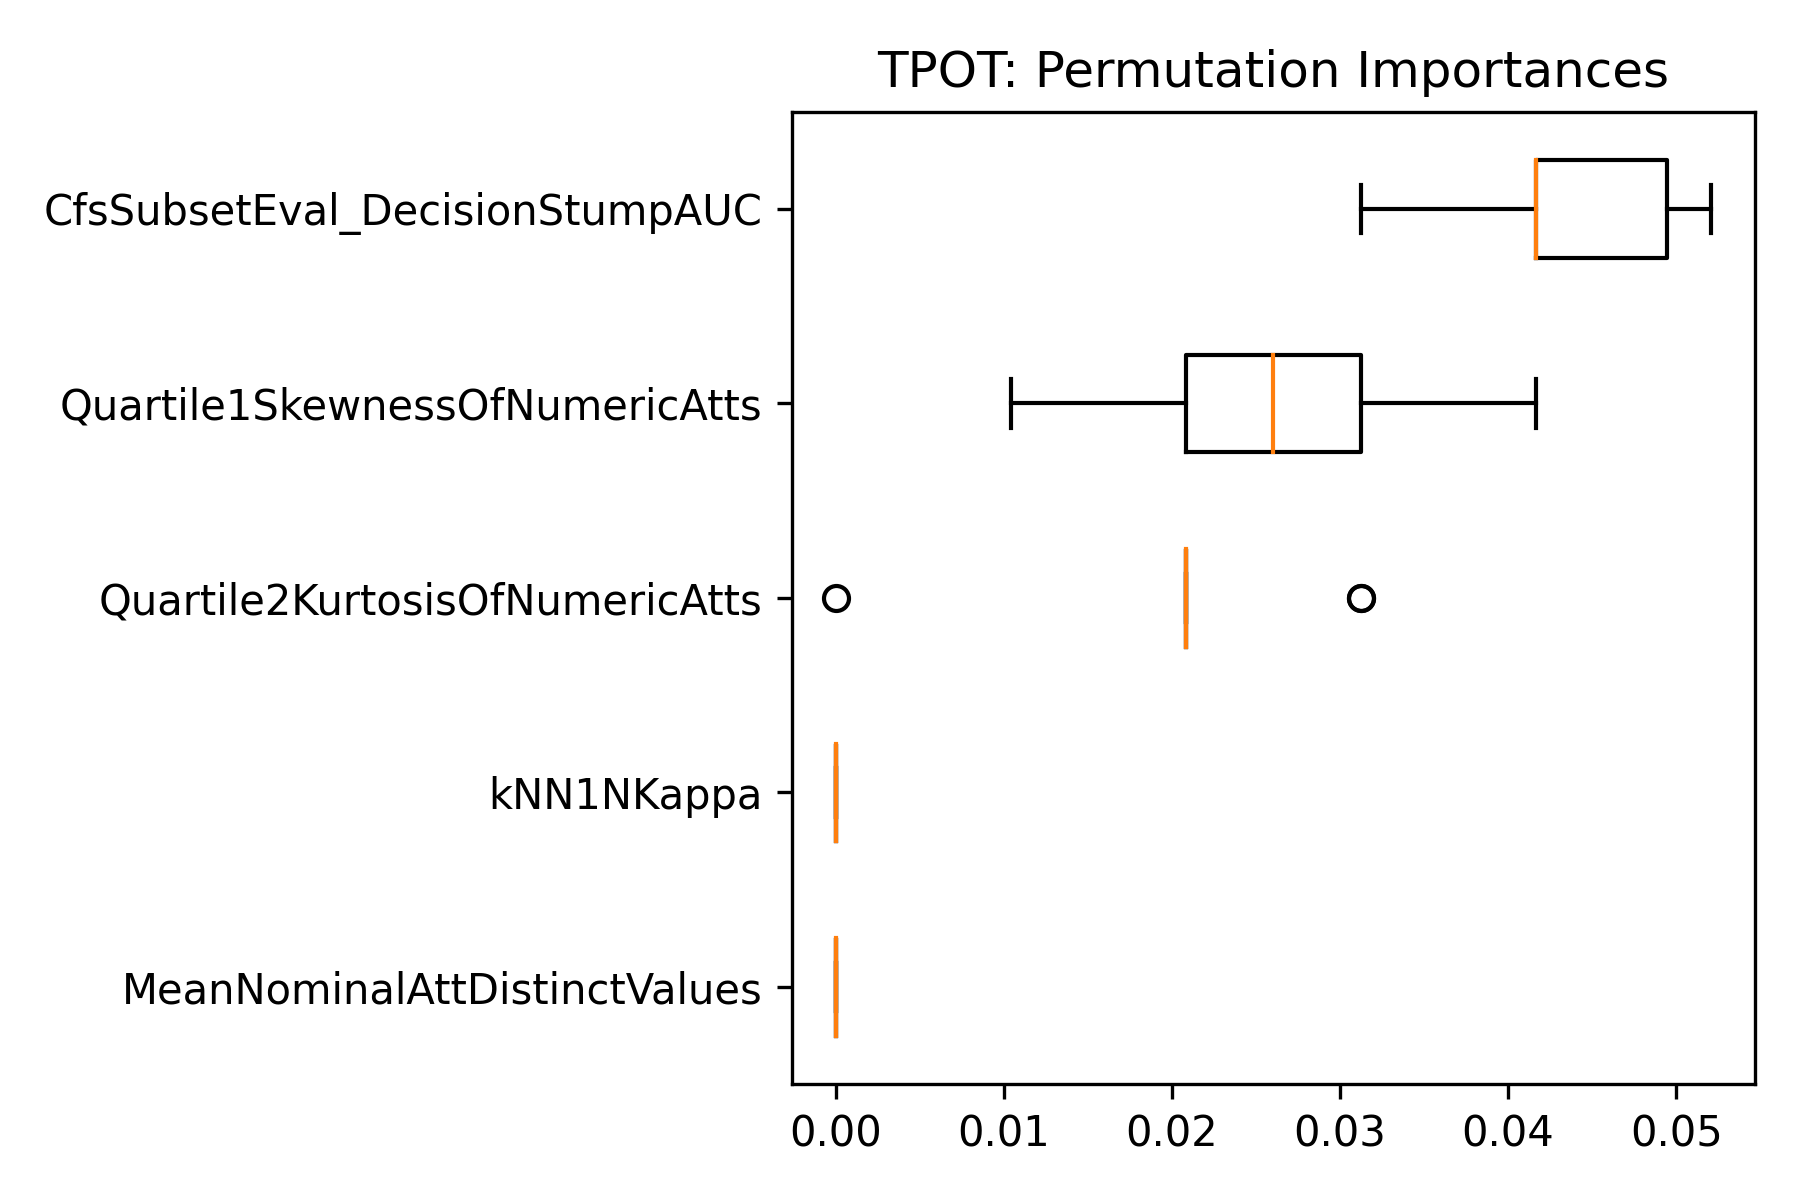 TPOT: Permutation Importances
CfsSubsetEval_DecisionStumpAUC
Quartile1SkewnessOfNumericAtts
Quartile2KurtosisOfNumericAtts
kNN1NKappa
MeanNominalAttDistinctValues
0.00 0.01 0.02 0.03 0.04 0.05